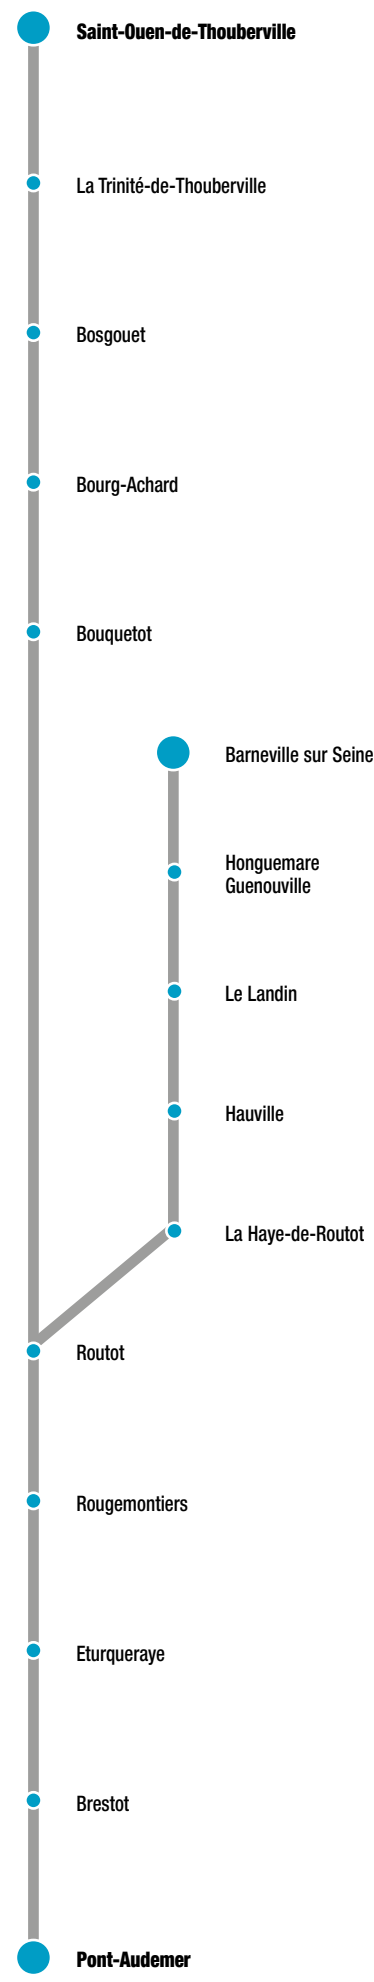 Saint-Ouen-de-Thouberville
La Trinité-de-Thouberville
Bosgouet
Bourg-Achard
Bouquetot
Barneville sur Seine
Honguemare
Guenouville
Le Landin
Hauville
La Haye-de-Routot
Routot
Rougemontiers
Eturqueraye
Brestot
Pont-Audemer